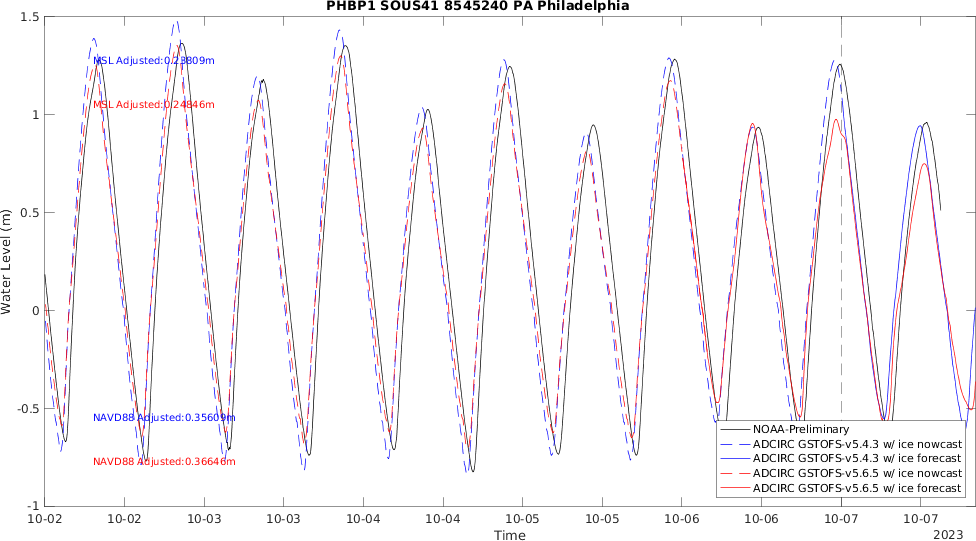 PHBP1 SOUS41 8545240 PA Philadelphia
1.5
1
0.5
0
-0.5
-1
Water Level (m)
MSL Adjusted:0.23809m
MSL Adjusted:0.24846m
NAVD88 Adjusted:0.35609m
NAVD88 Adjusted:0.36646m
NOAA-Preliminary
ADCIRC GSTOFS-v5.4.3 w/ ice nowcast
ADCIRC GSTOFS-v5.4.3 w/ ice forecast
ADCIRC GSTOFS-v5.6.5 w/ ice nowcast
ADCIRC GSTOFS-v5.6.5 w/ ice forecast
10-02 10-02 10-03 10-03 10-04 10-04 10-05 10-05 10-06 10-06 10-07 10-07
Time
2023